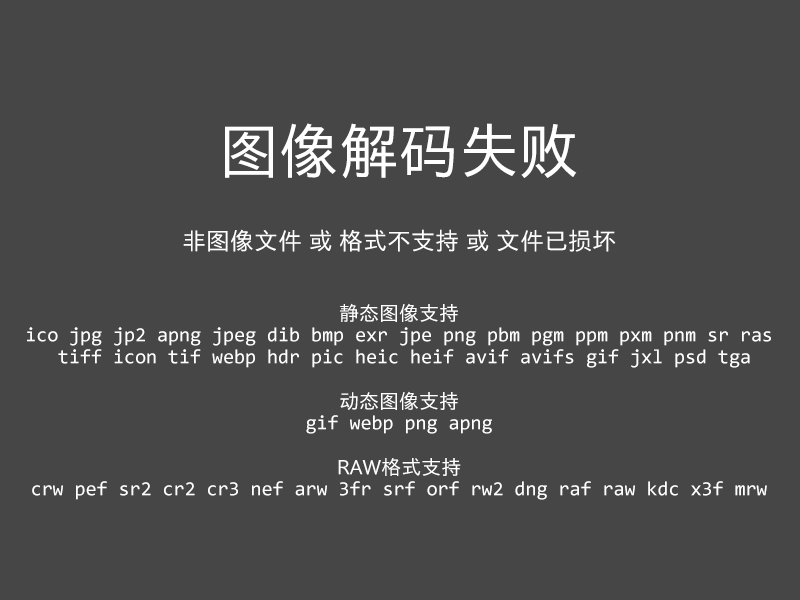 图像解码失败
非图像文件 或 格式不支持 或 文件已损坏
静态图像支持
ico jpg jp2 apng jpeg dib bmp exr jpe png pbm pgm ppm pxm pnm sr ras
tiff icon tif webp hdr pic heic heif avif avifs gif jxl psd tga
动态图像支持
gif webp png apng
RAW格式支持
crw pef sr2 cr2 cr3 nef arw 3fr srf orf rw2 dng raf raw kdc x3f mrw